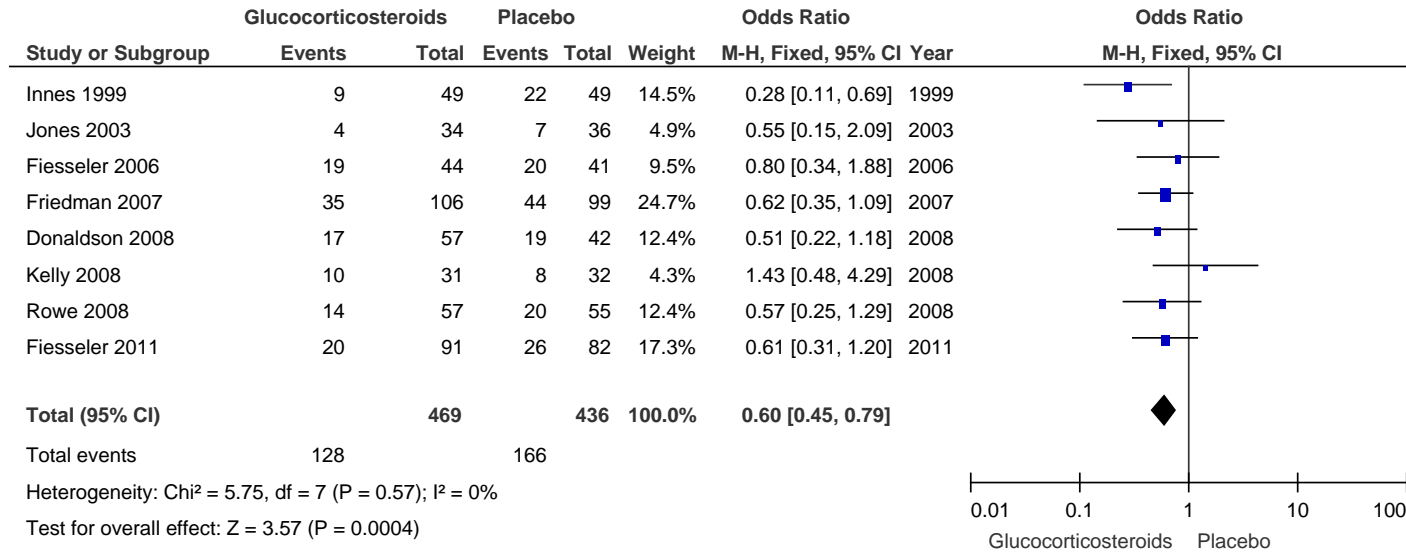 Glucocorticosteroids Placebo Odds Ratio Odds Ratio
Study or Subgroup Events Total Events Total Weight M-H, Fixed, 95% CI Year M-H, Fixed, 95% CI
Innes 1999 9 49 22 49 14.5% 0.28 [0.11, 0.69] 1999
Jones 2003 4 34 7 36 4.9% 0.55 [0.15, 2.09] 2003
Fiesseler 2006 19 44 20 41 9.5% 0.80 [0.34, 1.88] 2006
Friedman 2007 35 106 44 99 24.7% 0.62 [0.35, 1.09] 2007
Donaldson 2008 17 57 19 42 12.4% 0.51 [0.22, 1.18] 2008
Kelly 2008 10 31 8 32 4.3% 1.43 [0.48, 4.29] 2008
Rowe 2008 14 57 20 55 12.4% 0.57 [0.25, 1.29] 2008
Fiesseler 2011 20 91 26 82 17.3% 0.61 [0.31, 1.20] 2011
Total (95% CI) 469 436 100.0% 0.60 [0.45, 0.79]
Total events 128 166
Heterogeneity: Chi² = 5.75, df = 7 (P = 0.57); I² = 0%
Test for overall effect: Z = 3.57 (P = 0.0004)
0.01 0.1 1 10 100
Glucocorticosteroids Placebo